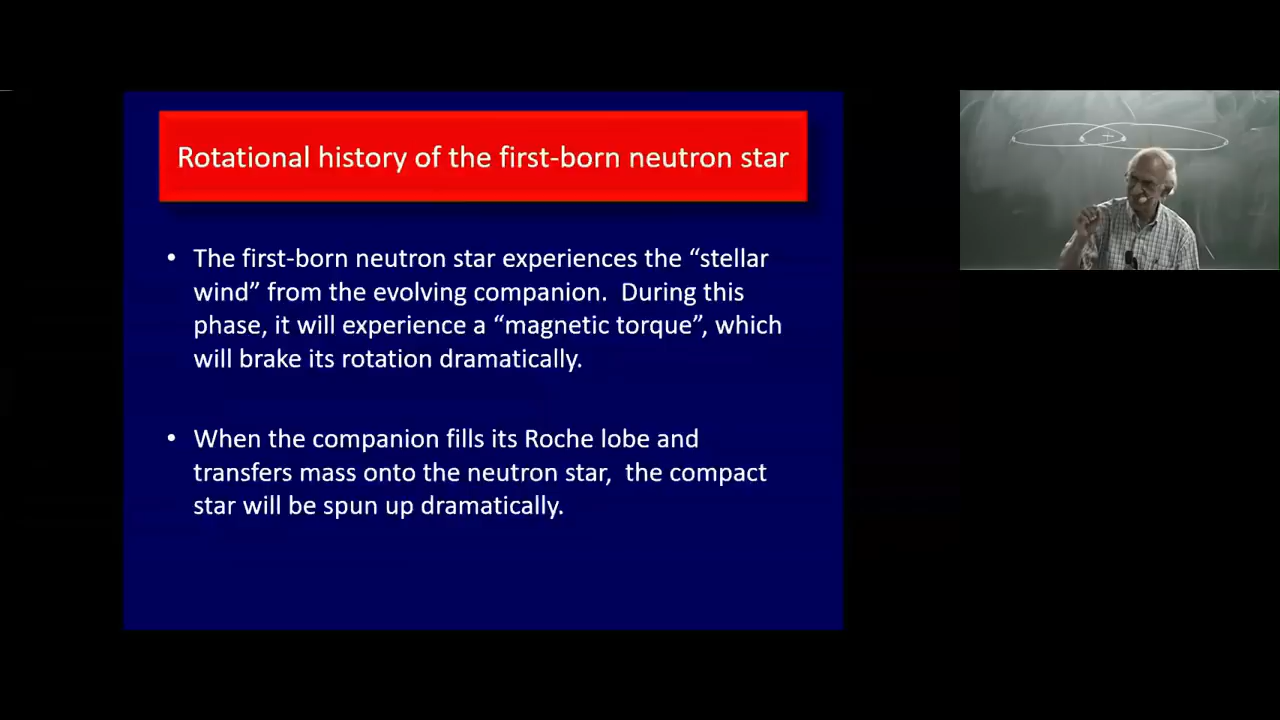 Rotational history of the first-born neutron star
• The first-born neutron star experiences the “stellar
wind” from the evolving companion.  During this
phase, it will experience a “magnetic torque”, which
will brake its rotation dramatically.
• When the companion fills its Roche lobe and
transfers mass onto the neutron star,  the compact
star will be spun up dramatically.